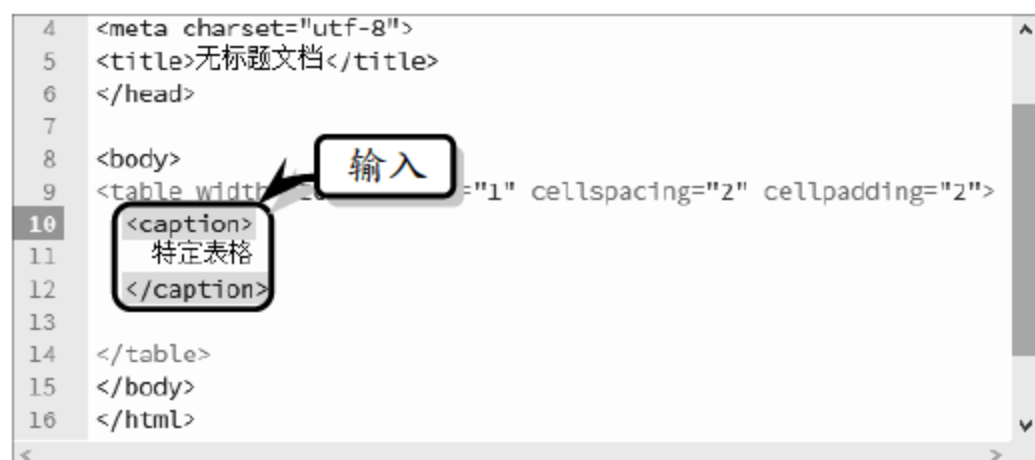 4 <meta charset="utf-8">
5 <title>无标题文档</title>
6 </head>
7
8 <body>
输入
9 <table width ="1" cellspacing="2" cellpadding="2">
10 <caption>
11 特定表格
12 </caption>
13
14 </table>
15 </body>
16 </html>